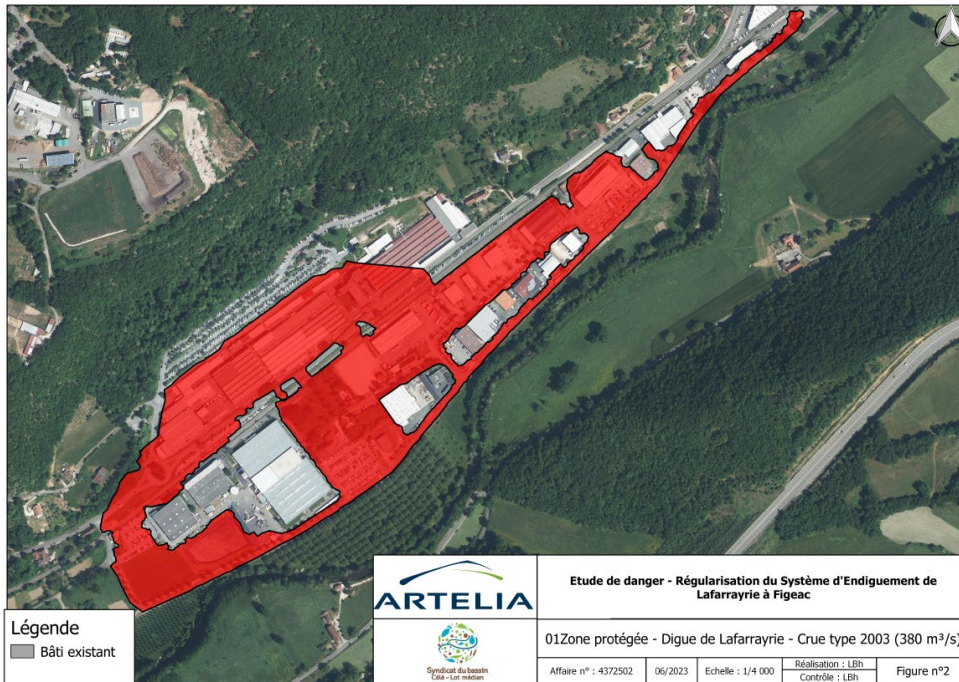 Légende
Bâti existant
ARTELIA
Syndicat du bassin
Célé - Lot médian
Etude de danger - Régularisation du Système d'Endiguement de
Lafarrayrie à Figeac
01Zone protégée - Digue de Lafarrayrie - Crue type 2003 (380 m³/s)
Affaire n° : 4372502
06/2023
Echelle : 1/4 000
Réalisation : LBh
Contrôle : LBh
Figure n°2